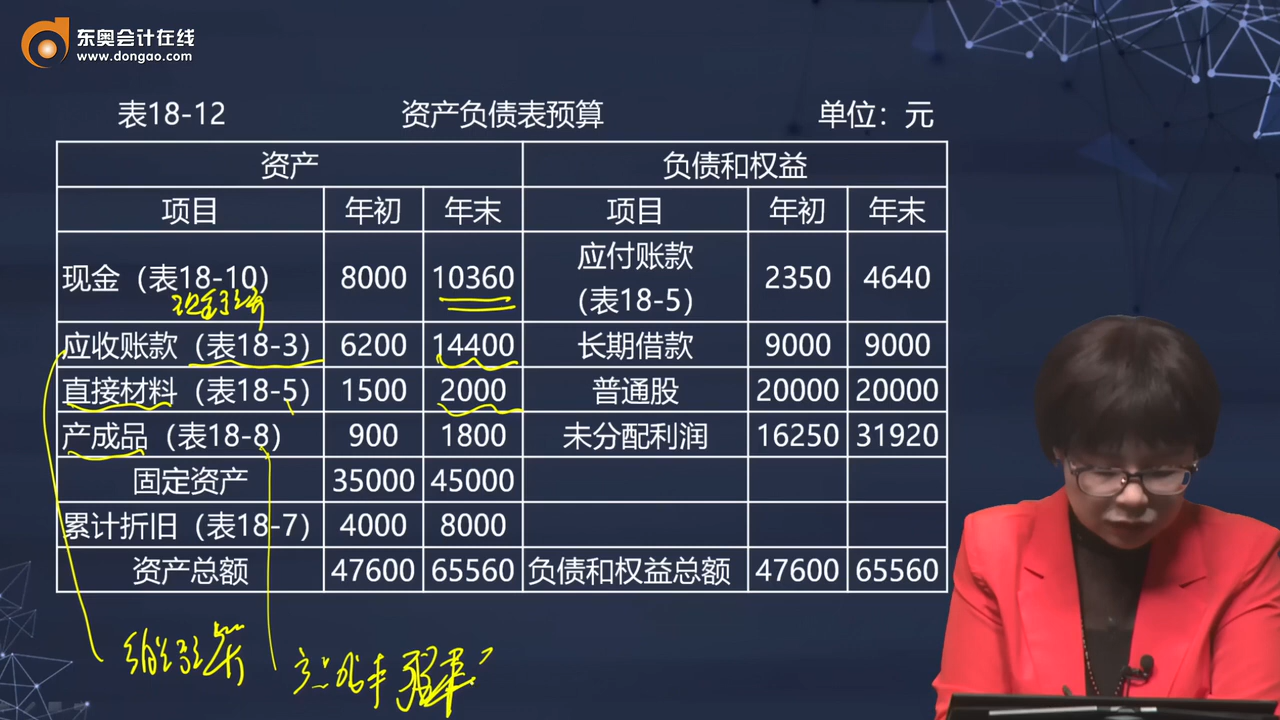 东奥会计在线
www.dongao.com
表18-12 资产负债表预算 单位：元
资产 负债和权益
项目 年初 年末 项目 年初 年末
现金（表18-10） 8000 10360 应付账款（表18-5） 2350 4640
现金预算
应收账款（表18-3） 6200 14400 长期借款 9000 9000
直接材料（表18-5） 1500 2000 普通股 20000 20000
产成品（表18-8） 900 1800 未分配利润 16250 31920
固定资产 35000 45000
累计折旧（表18-7） 4000 8000
资产总额 47600 65560 负债和权益总额 47600 65560